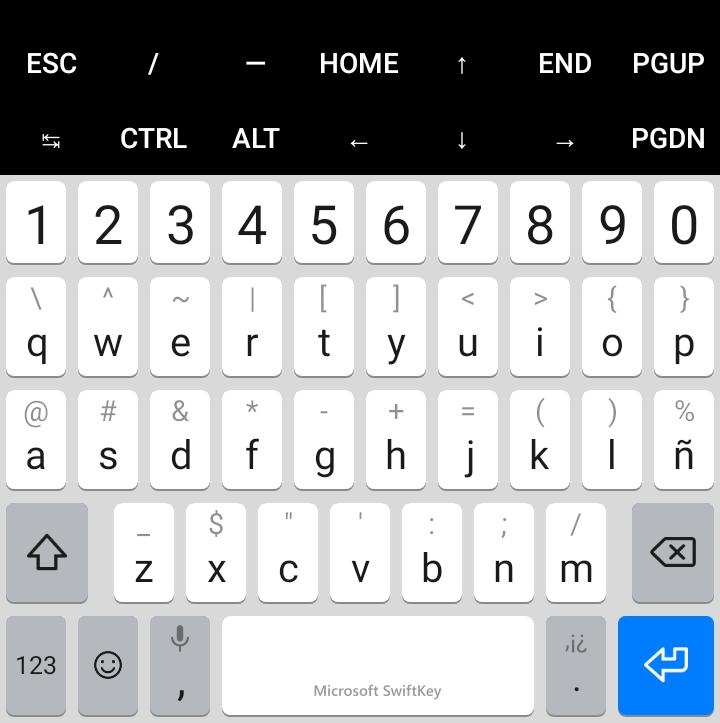 ESC / — HOME ↑ END PGUP
↹ CTRL ALT ← ↓ → PGDN
1 2 3 4 5 6 7 8 9 0
\ ^ ~ | [ ] < > { }
q w e r t y u i o p
@ # & * - + = ( ) %
a s d f g h j k l ñ
_ $ " ' : ; /
z x c v b n m
,¡¿
123 , Microsoft SwiftKey .